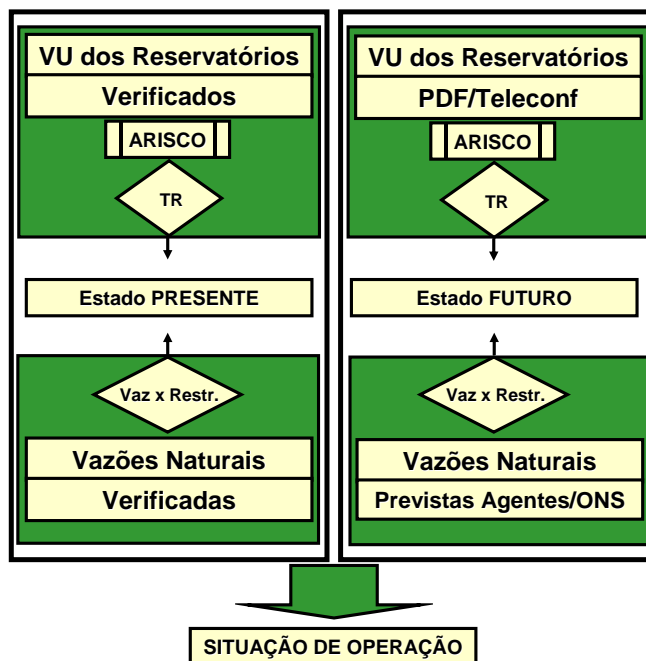 VU dos Reservatórios
Verificados
ARISCO
TR
Estado PRESENTE
Vaz x Restr.
Vazões Naturais
Verificadas
VU dos Reservatórios
PDF/Teleconf
ARISCO
TR
Estado FUTURO
Vaz x Restr.
Vazões Naturais
Previstas Agentes/ONS
SITUAÇÃO DE OPERAÇÃO